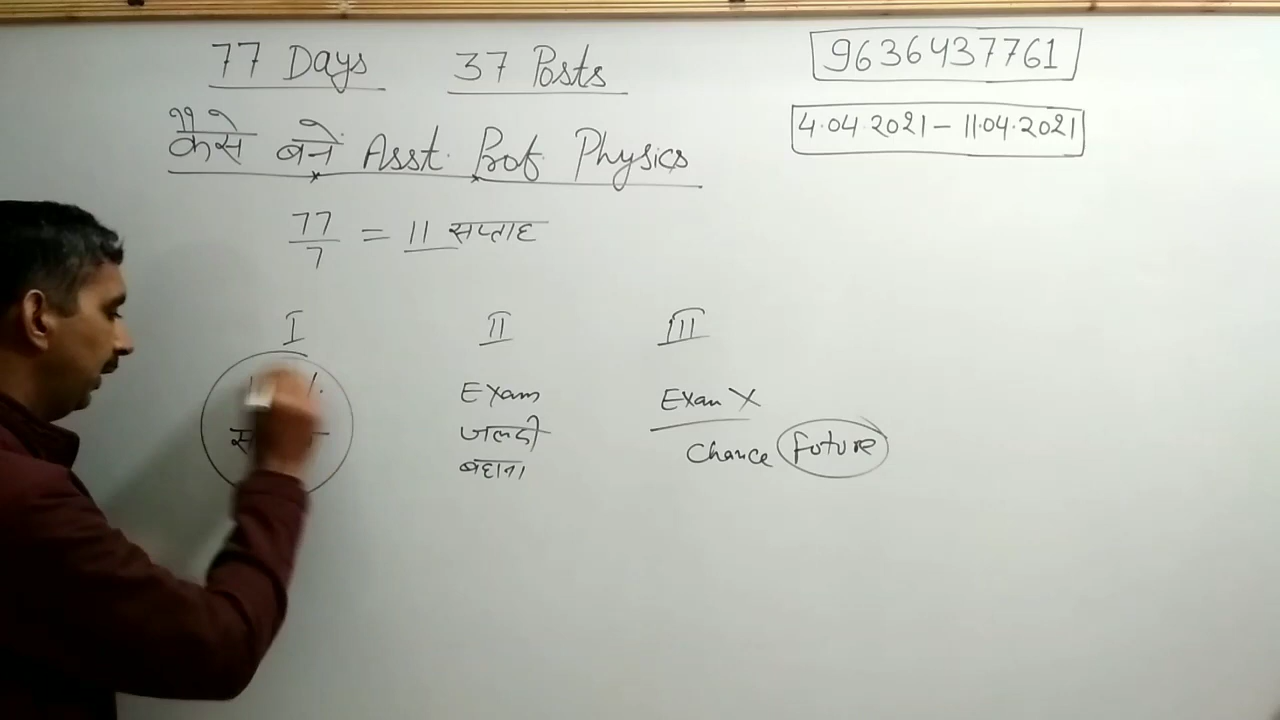 77 Days 37 Posts
9636437761
4.04.2021 - 11.04.2021
कैसे बने Asst. Prof. Physics
77/7 = 11 सप्ताह
I II III
Exam
जल्दी
बहाना
Exam X
Chance future